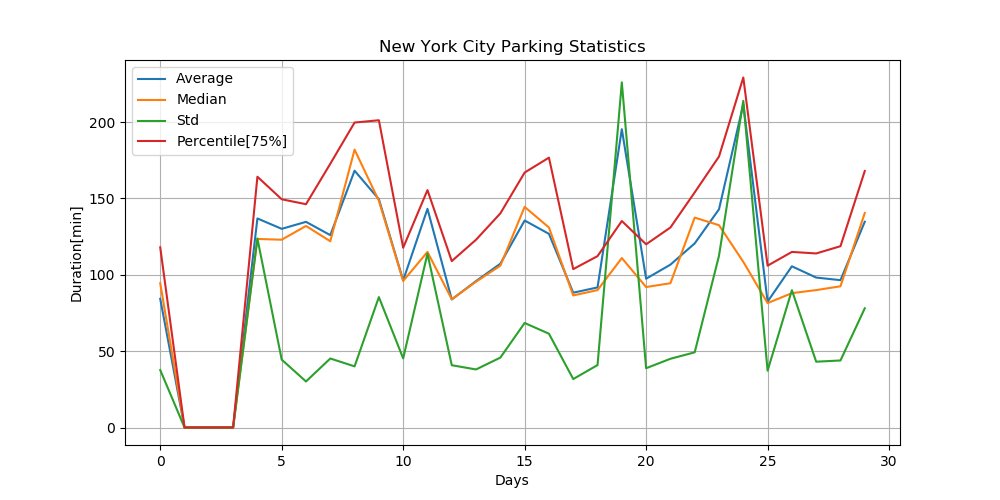 New York City Parking Statistics
Average
Median
Std
Percentile[75%]
200
150
100
50
0
Duration[min]
0 5 10 15 20 25 30
Days